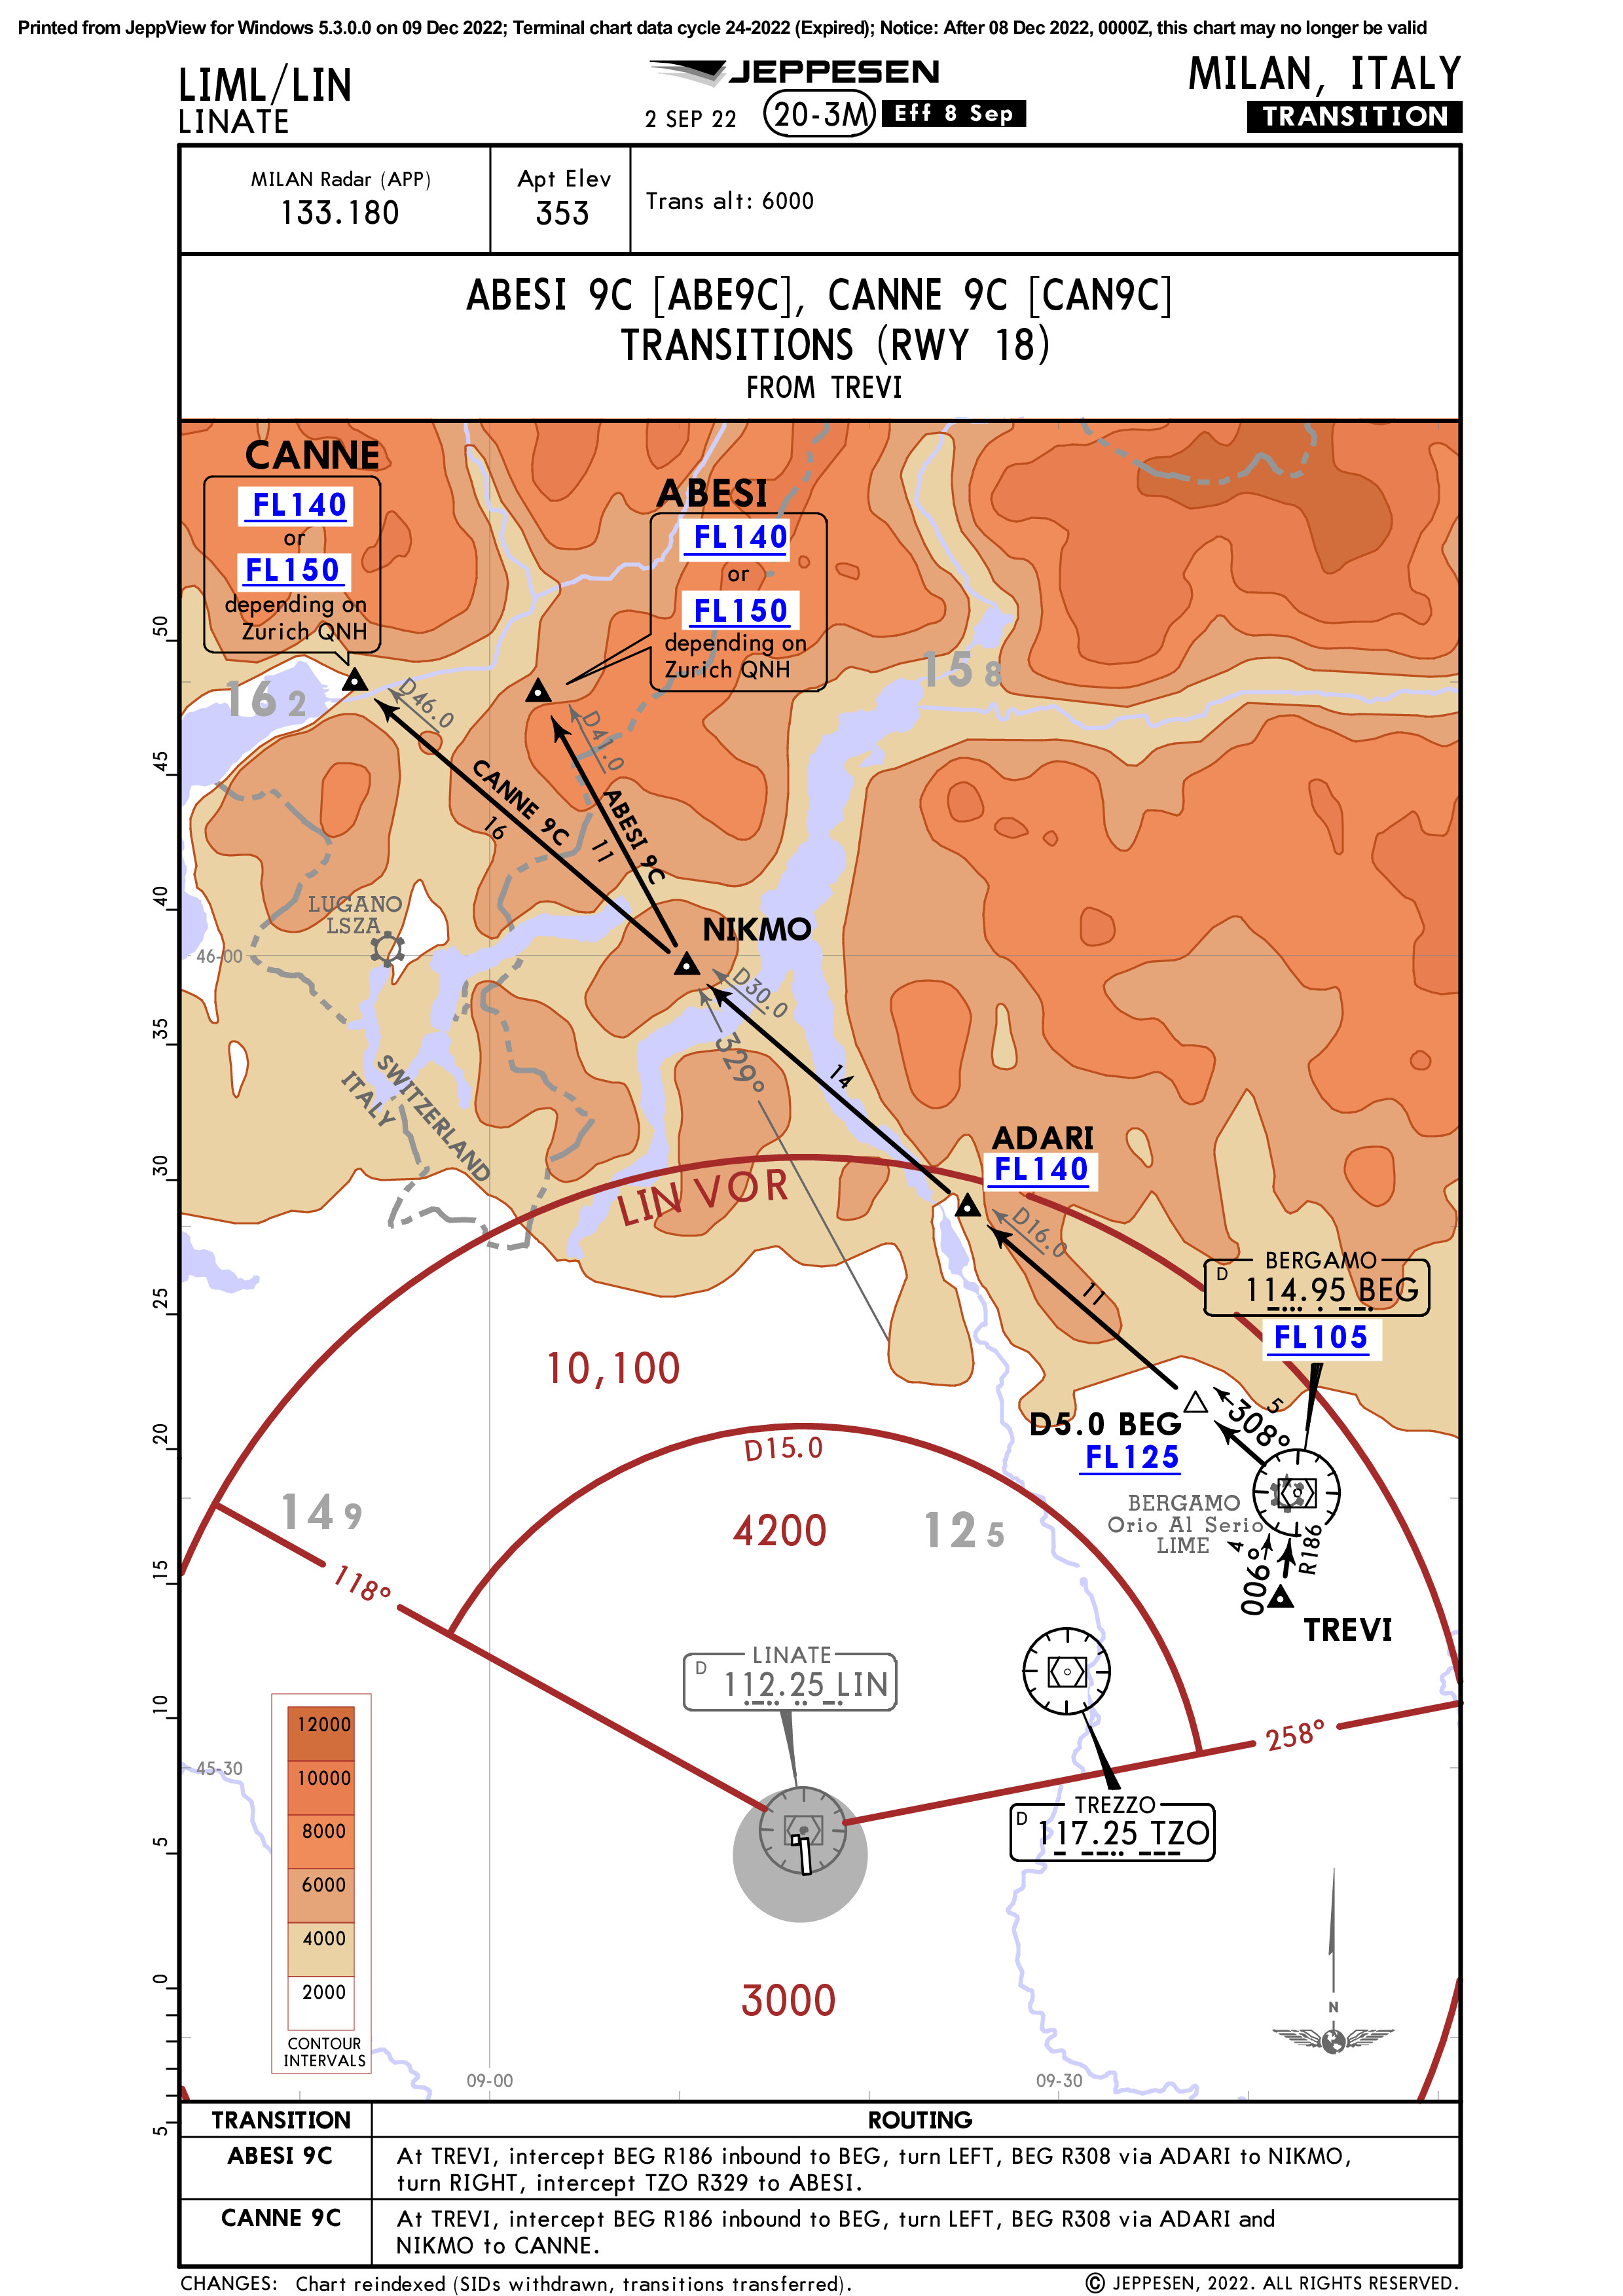 Printed from JeppView for Windows 5.3.0.0 on 09 Dec 2022; Terminal chart data cycle 24-2022 (Expired); Notice: After 08 Dec 2022, 0000Z, this chart may no longer be valid
LIML/LIN
LINATE
JEPPESEN
2 SEP 22 20-3M Eff 8 Sep
MILAN, ITALY
TRANSITION
MILAN Radar (APP)
133.180
Apt Elev
353
Trans alt: 6000
ABESI 9C [ABE9C], CANNE 9C [CAN9C]
TRANSITIONS (RWY 18)
FROM TREVI
CANNE
FL140
or
FL150
depending on
Zurich QNH
ABESI
FL140
or
FL150
depending on
Zurich QNH
16 2
15 8
D46.0
D41.0
CANNE 9C
16
ABESI 9C
11
LUGANO
LSZA
46-00
NIKMO
D30.0
329°
14
SWITZERLAND
ITALY
ADARI
FL140
LIN VOR
D16.0
11
BERGAMO
D 114.95 BEG
FL105
10,100
5
308°
D5.0 BEG
FL125
D15.0
14 9
4200
12 5
BERGAMO
Orio Al Serio
LIME
4
006°
R186
TREVI
118°
LINATE
D 112.25 LIN
258°
TREZZO
D 117.25 TZO
45-30
12000
10000
8000
6000
4000
2000
CONTOUR
INTERVALS
3000
N
09-00
09-30
50
45
40
35
30
25
20
15
10
5
0
5
TRANSITION ROUTING
ABESI 9C At TREVI, intercept BEG R186 inbound to BEG, turn LEFT, BEG R308 via ADARI to NIKMO,
turn RIGHT, intercept TZO R329 to ABESI.
CANNE 9C At TREVI, intercept BEG R186 inbound to BEG, turn LEFT, BEG R308 via ADARI and
NIKMO to CANNE.
CHANGES: Chart reindexed (SIDs withdrawn, transitions transferred).
© JEPPESEN, 2022. ALL RIGHTS RESERVED.